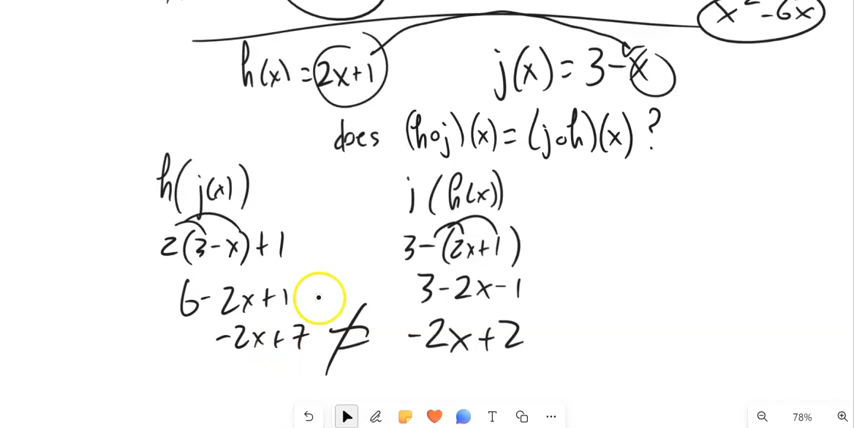 x² - 6x
h(x) = 2x+1
j(x) = 3-x
does (h∘j)(x) = (j∘h)(x) ?
h(j(x))
j(h(x))
2(3-x)+1
3-(2x+1)
6-2x+1
3-2x-1
-2x+7 ≠ -2x+2
T
78%